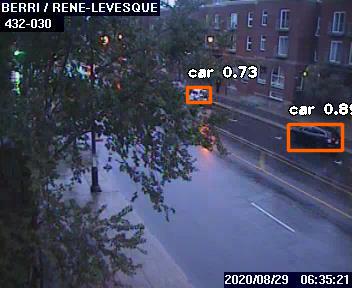 BERRI / RENE-LEVESQUE
432-030
car 0.73
car 0.89
2020/08/29 06:35:21